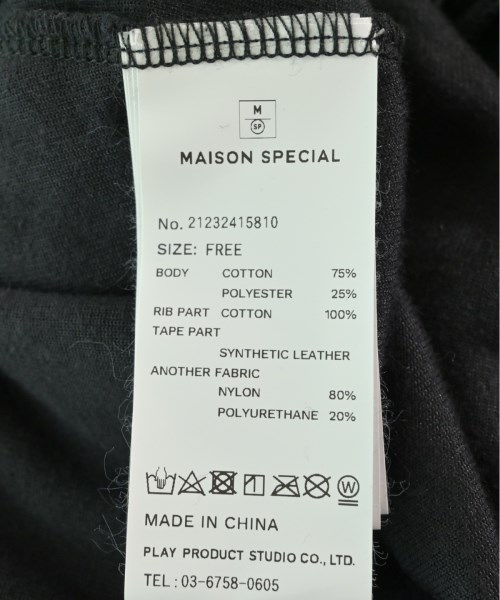 M
SP
MAISON SPECIAL
No. 21232415810
SIZE: FREE
BODY COTTON 75%
POLYESTER 25%
RIB PART COTTON 100%
TAPE PART
SYNTHETIC LEATHER
ANOTHER FABRIC
NYLON 80%
POLYURETHANE 20%
W
MADE IN CHINA
PLAY PRODUCT STUDIO CO., LTD.
TEL : 03-6758-0605